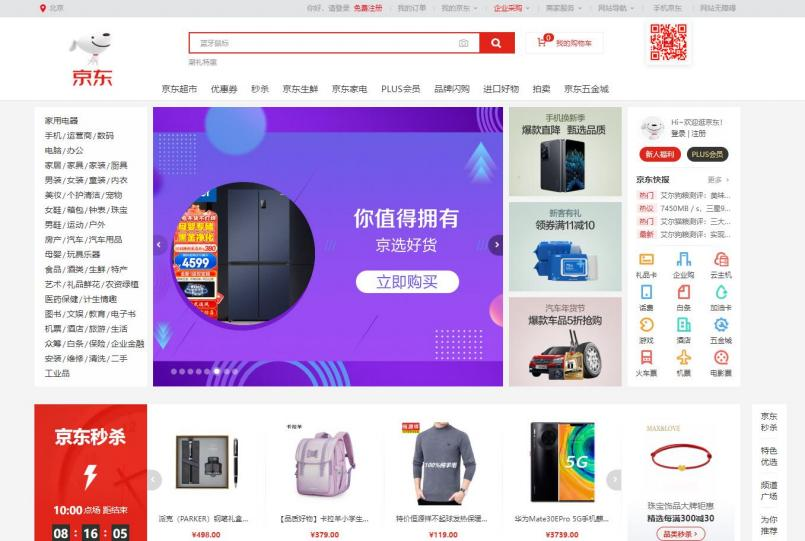 北京
你好，请登录 免费注册 我的订单 我的京东 企业采购 商家服务 网站导航 手机京东 网站无障碍
京东
蓝牙鼠标
0 我的购物车
潮礼特惠
京东超市 优惠券 秒杀 京东生鲜 京东家电 PLUS会员 品牌闪购 进口好物 拍卖 京东五金城
家用电器
手机/运营商/数码
电脑/办公
家居/家具/家装/厨具
男装/女装/童装/内衣
美妆/个护清洁/宠物
女鞋/箱包/钟表/珠宝
男鞋/运动/户外
房产/汽车/汽车用品
母婴/玩具乐器
食品/酒类/生鲜/特产
艺术/礼品鲜花/农资绿植
医药保健/计生情趣
图书/文娱/教育/电子书
机票/酒店/旅游/生活
众筹/白条/保险/企业金融
安装/维修/清洗/二手
工业品
4599
你值得拥有
京选好货
立即购买
手机换新季
爆款直降 甄选品质
新客有礼
领券满11减10
汽车年货节
爆款车品5折抢购
Hi~欢迎逛京东！
登录 | 注册
新人福利 PLUS会员
京东快报 更多
热门 艾尔狗粮测评：美味...
热议 7450MB / s，三星9...
热门 艾尔猫粮测评：三大...
最新 艾尔狗粮测评：实现...
礼品卡 企业购 云主机
话费 白条 加油卡
游戏 酒店 五金城
火车票 机票 电影票
京东秒杀
10:00 点场 距结束
08 : 16 : 05
派克（PARKER）钢笔礼盒...
¥498.00
卡拉羊
【品质好物】卡拉羊小学生...
¥379.00
恒源祥
100%纯羊毛
特价恒源祥不起球发热保暖...
¥119.00
5G
华为Mate30EPro 5G手机麒...
¥3739.00
MAX&LOVE
珠宝饰品大牌钜惠
精选每满300减30
品类秒杀
京东
秒杀
特色
优选
频道
广场
为你
推荐